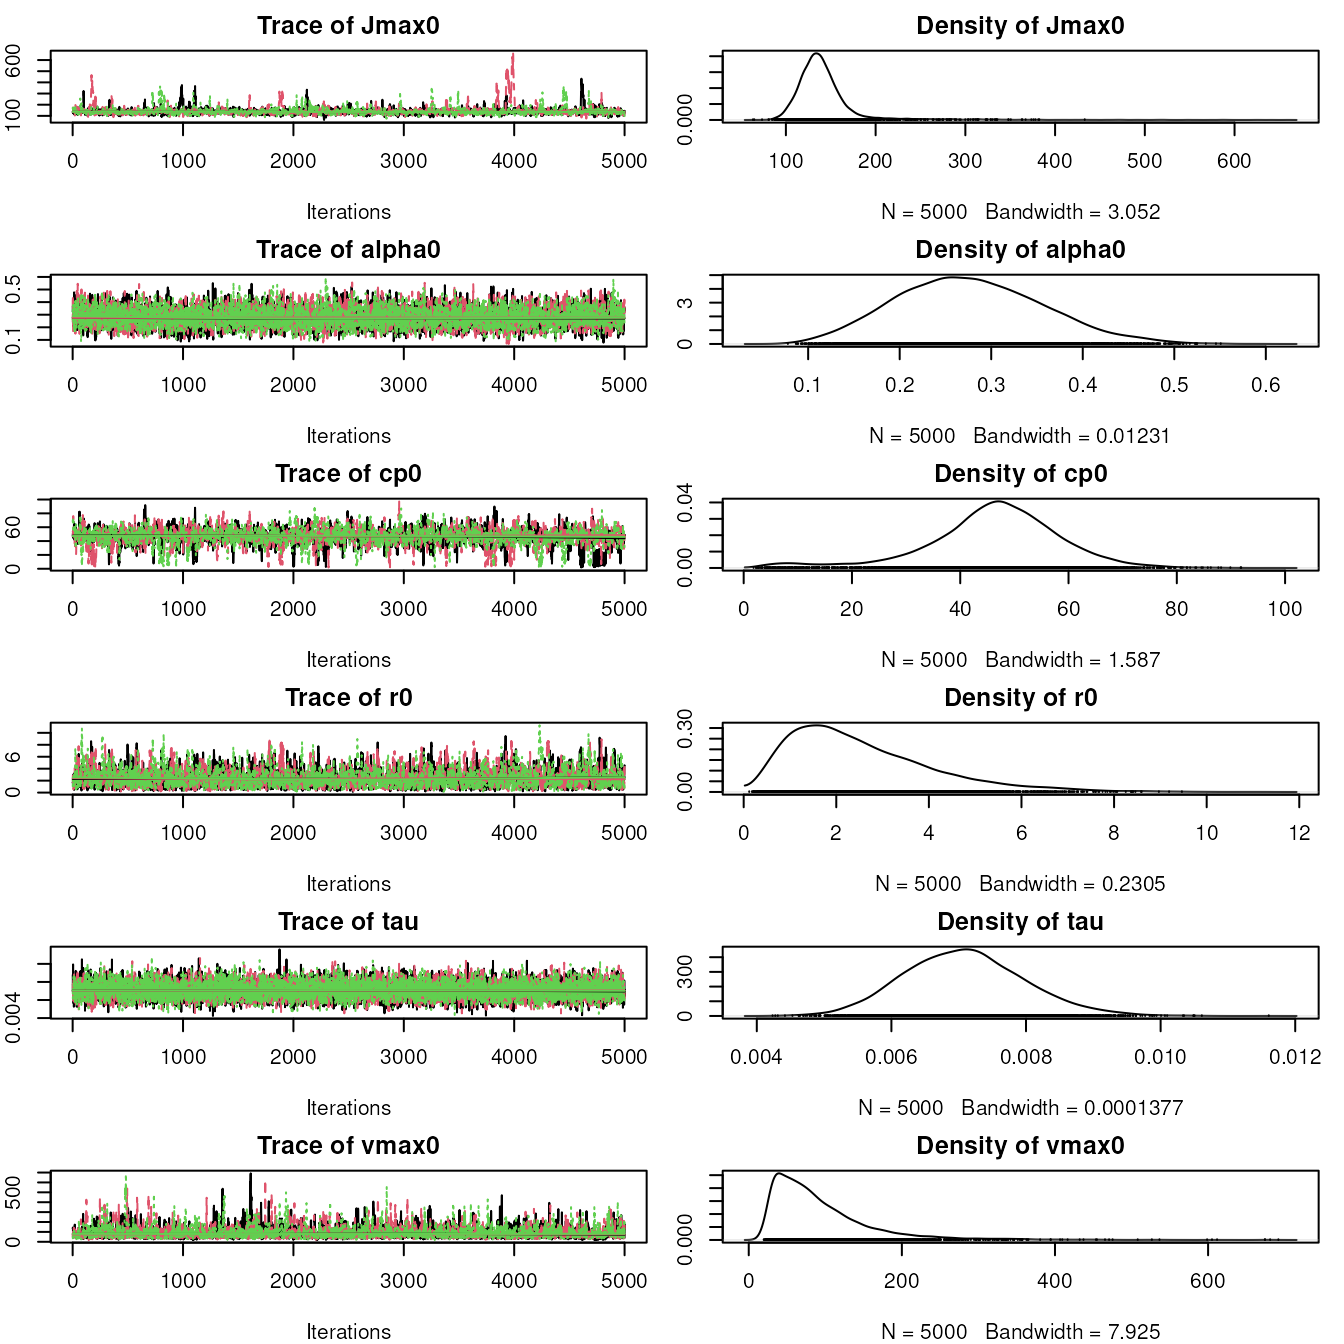 Trace of Jmax0
Density of Jmax0
100 600
0.000
0 1000 2000 3000 4000 5000
100 200 300 400 500 600
Iterations
N = 5000 Bandwidth = 3.052
Trace of alpha0
Density of alpha0
0.1 0.5
0 3
0 1000 2000 3000 4000 5000
0.1 0.2 0.3 0.4 0.5 0.6
Iterations
N = 5000 Bandwidth = 0.01231
Trace of cp0
Density of cp0
0 60
0.00 0.04
0 1000 2000 3000 4000 5000
0 20 40 60 80 100
Iterations
N = 5000 Bandwidth = 1.587
Trace of r0
Density of r0
0 6
0.00 0.30
0 1000 2000 3000 4000 5000
0 2 4 6 8 10 12
Iterations
N = 5000 Bandwidth = 0.2305
Trace of tau
Density of tau
0.004
0 300
0 1000 2000 3000 4000 5000
0.004 0.006 0.008 0.010 0.012
Iterations
N = 5000 Bandwidth = 0.0001377
Trace of vmax0
Density of vmax0
0 500
0.000
0 1000 2000 3000 4000 5000
0 200 400 600
Iterations
N = 5000 Bandwidth = 7.925